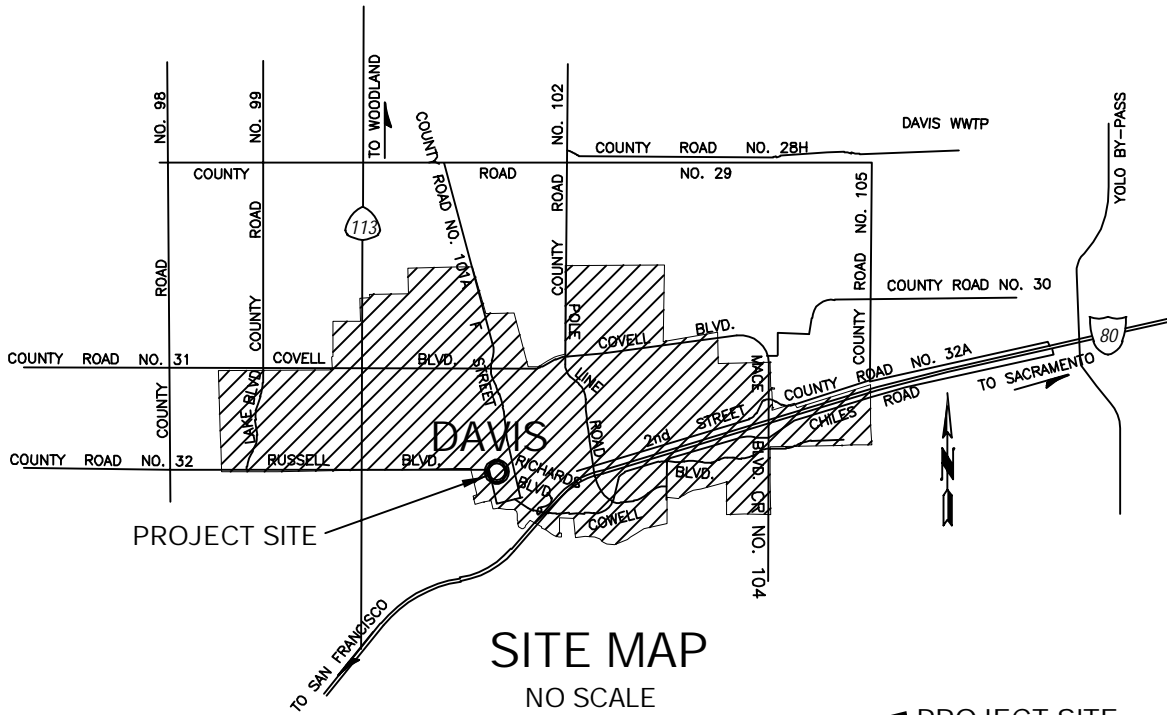 COUNTY ROAD NO. 98
COUNTY ROAD NO. 99
TO WOODLAND
113
COUNTY ROAD NO. 101A
COUNTY ROAD NO. 102
COUNTY ROAD NO. 28H
DAVIS WWTP
COUNTY ROAD NO. 29
COUNTY ROAD NO. 105
YOLO BY-PASS
COUNTY ROAD NO. 30
COUNTY ROAD NO. 31
COVELL BLVD.
F STREET
POLE LINE ROAD
COVELL BLVD.
MACE BLVD. CR NO. 104
COUNTY ROAD NO. 32A
80
TO SACRAMENTO
LAKE BLVD
DAVIS
2nd STREET
CHILES ROAD
COUNTY ROAD NO. 32
RUSSELL BLVD.
RICHARDS BLVD.
COWELL BLVD.
N
PROJECT SITE
TO SAN FRANCISCO
SITE MAP
NO SCALE
PROJECT SITE